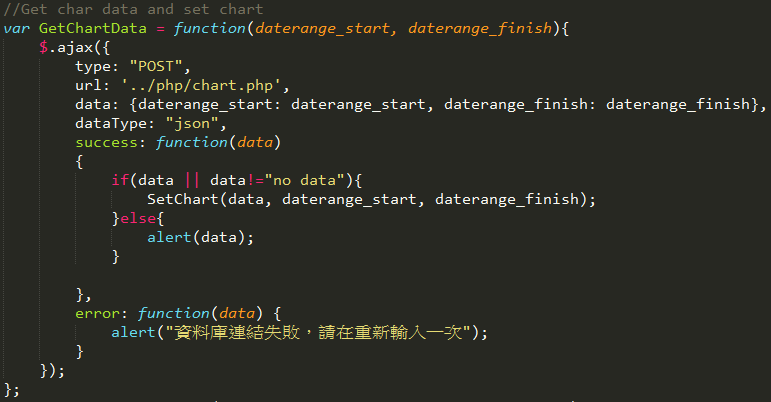 //Get char data and set chart
var GetChartData = function(daterange_start, daterange_finish){
$.ajax({
type: "POST",
url: '../php/chart.php',
data: {daterange_start: daterange_start, daterange_finish: daterange_finish},
dataType: "json",
success: function(data)
{
if(data || data!="no data"){
SetChart(data, daterange_start, daterange_finish);
}else{
alert(data);
}
},
error: function(data) {
alert("資料庫連結失敗，請在重新輸入一次");
}
});
};